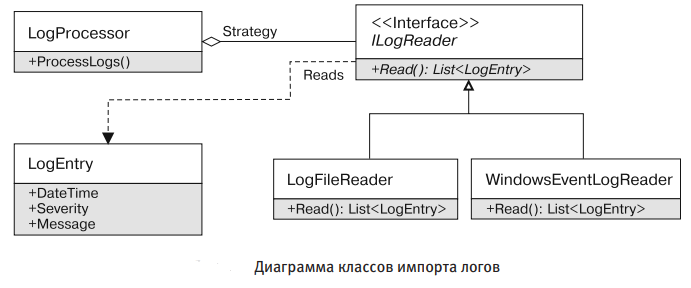 LogProcessor
+ProcessLogs()
Strategy
<<Interface>>
ILogReader
+Read(): List<LogEntry>
Reads
LogEntry
+DateTime
+Severity
+Message
LogFileReader
+Read(): List<LogEntry>
WindowsEventLogReader
+Read(): List<LogEntry>
Диаграмма классов импорта логов